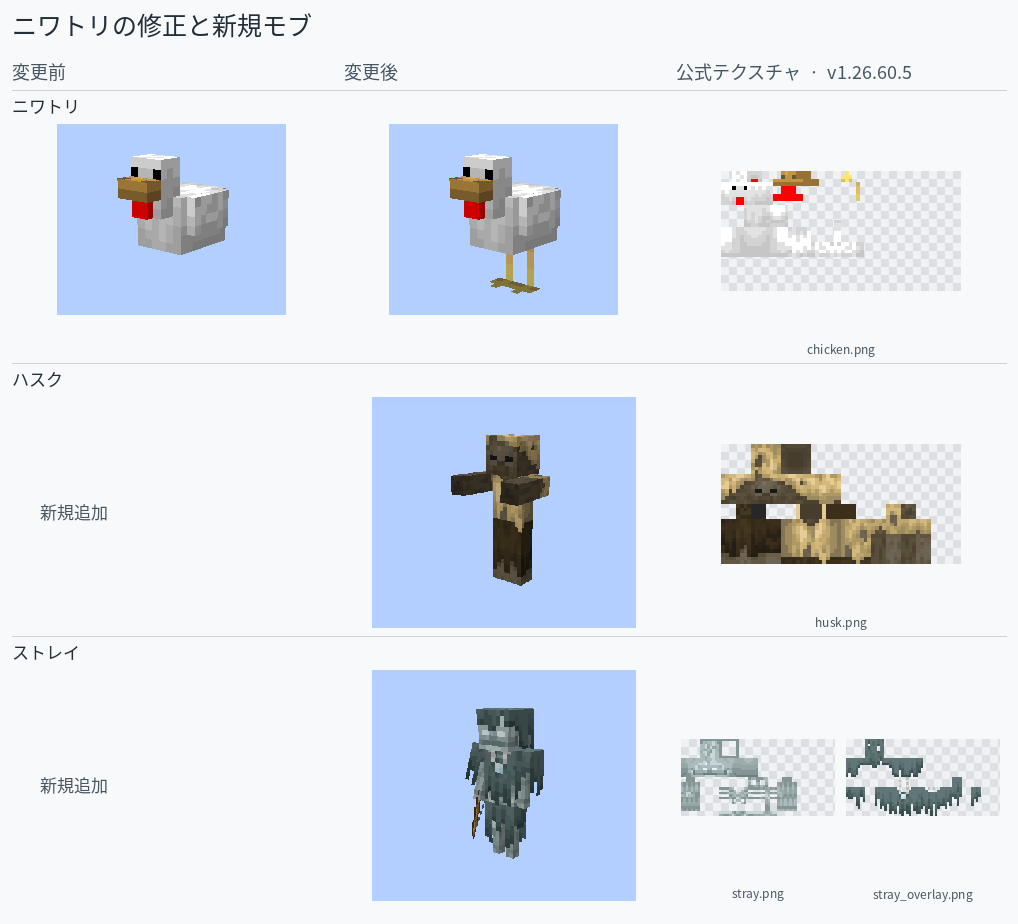 ニワトリの修正と新規モブ
変更前
変更後
公式テクスチャ · v1.26.60.5
ニワトリ
chicken.png
ハスク
新規追加
husk.png
ストレイ
新規追加
stray.png
stray_overlay.png